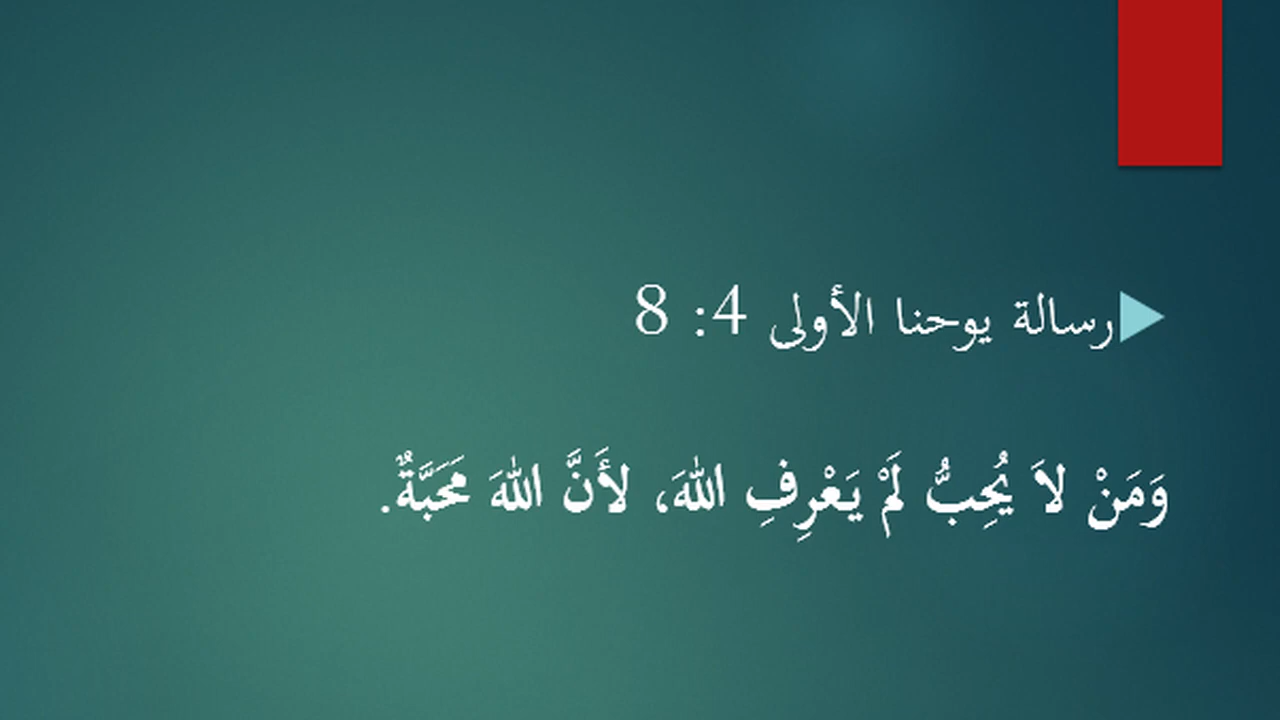 رسالة يوحنا الأولى 4: 8
وَمَنْ لاَ يُحِبُّ لَمْ يَعْرِفِ اللهَ، لأَنَّ اللهَ مَحَبَّةٌ.